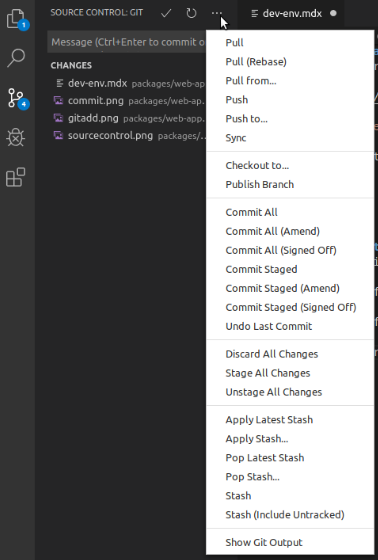 SOURCE CONTROL: GIT
dev-env.mdx
Message (Ctrl+Enter to commit o
CHANGES
dev-env.mdx packages/web-ap...
commit.png packages/web-ap...
gitadd.png packages/web-app...
sourcecontrol.png packages/...
1
4
Pull
Pull (Rebase)
Pull from...
Push
Push to...
Sync
Checkout to...
Publish Branch
Commit All
Commit All (Amend)
Commit All (Signed Off)
Commit Staged
Commit Staged (Amend)
Commit Staged (Signed Off)
Undo Last Commit
Discard All Changes
Stage All Changes
Unstage All Changes
Apply Latest Stash
Apply Stash...
Pop Latest Stash
Pop Stash...
Stash
Stash (Include Untracked)
Show Git Output